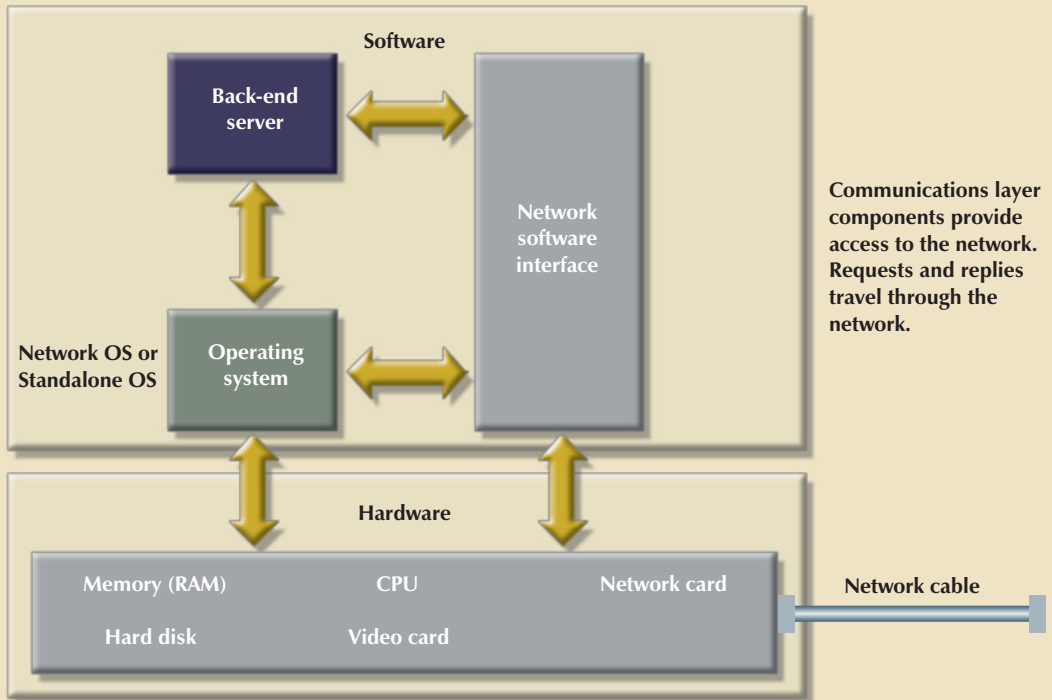 Software
Back-end
server
Network
software
interface
Communications layer
components provide
access to the network.
Requests and replies
travel through the
network.
Network OS or
Standalone OS
Operating
system
Hardware
Memory (RAM)
CPU
Network card
Hard disk
Video card
Network cable